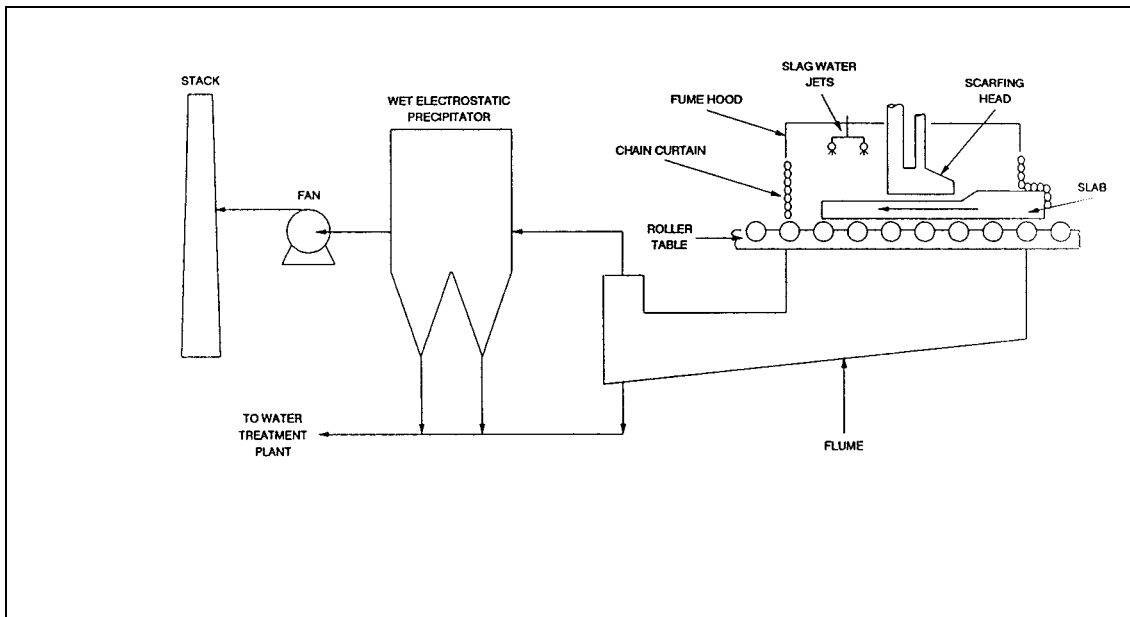 STACK
WET ELECTROSTATIC
PRECIPITATOR
FAN
SLAG WATER
JETS
SCARFING
HEAD
FUME HOOD
CHAIN CURTAIN
SLAB
ROLLER
TABLE
TO WATER
TREATMENT
PLANT
FLUME